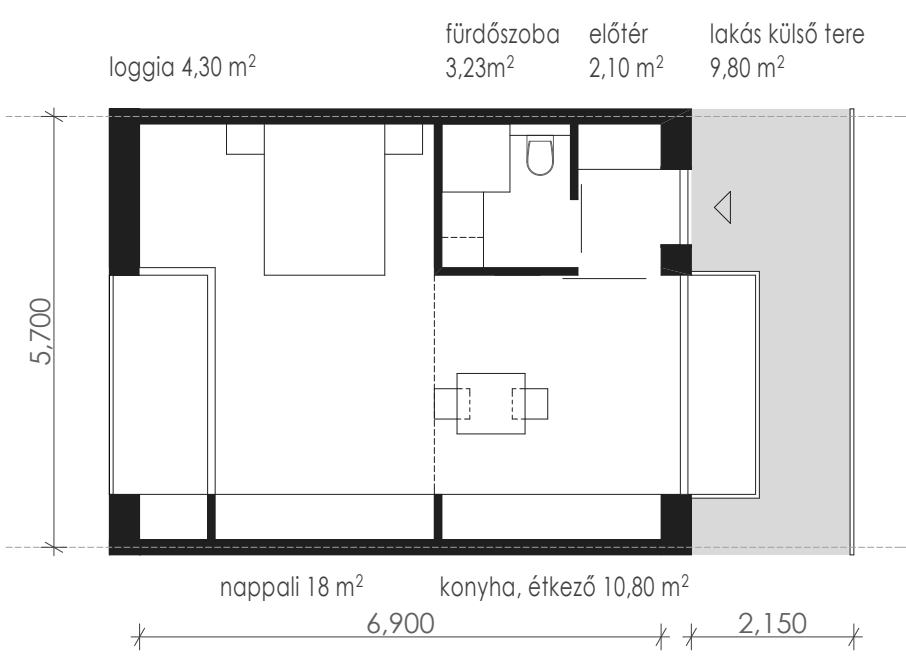 fürdőszoba
3,23m²
előtér
2,10 m²
lakás külső tere
9,80 m²
loggia 4,30 m²
5,700
nappali 18 m²
konyha, étkező 10,80 m²
6,900
2,150